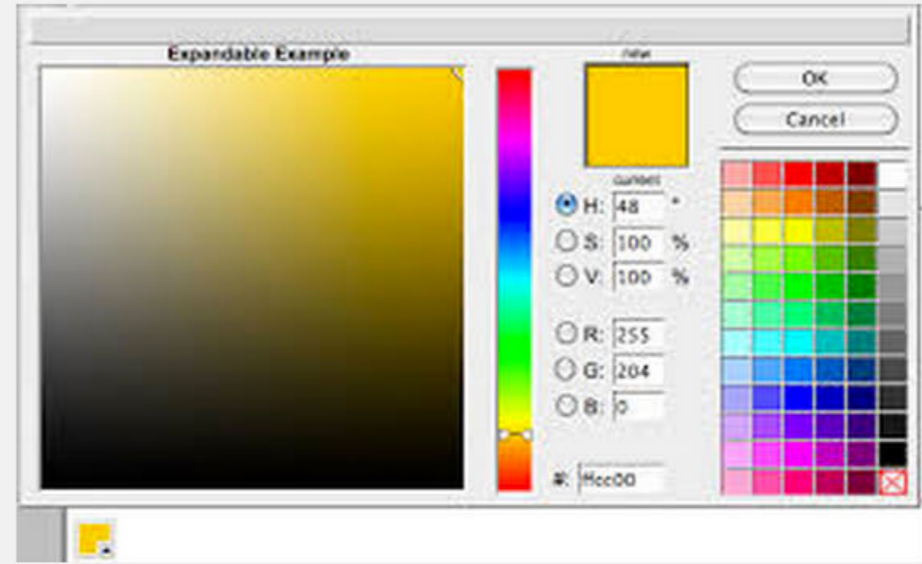 Expandable Example
new
current
OK
Cancel
H: 48 °
S: 100 %
V: 100 %
R: 255
G: 204
B: 0
#: ffcc00